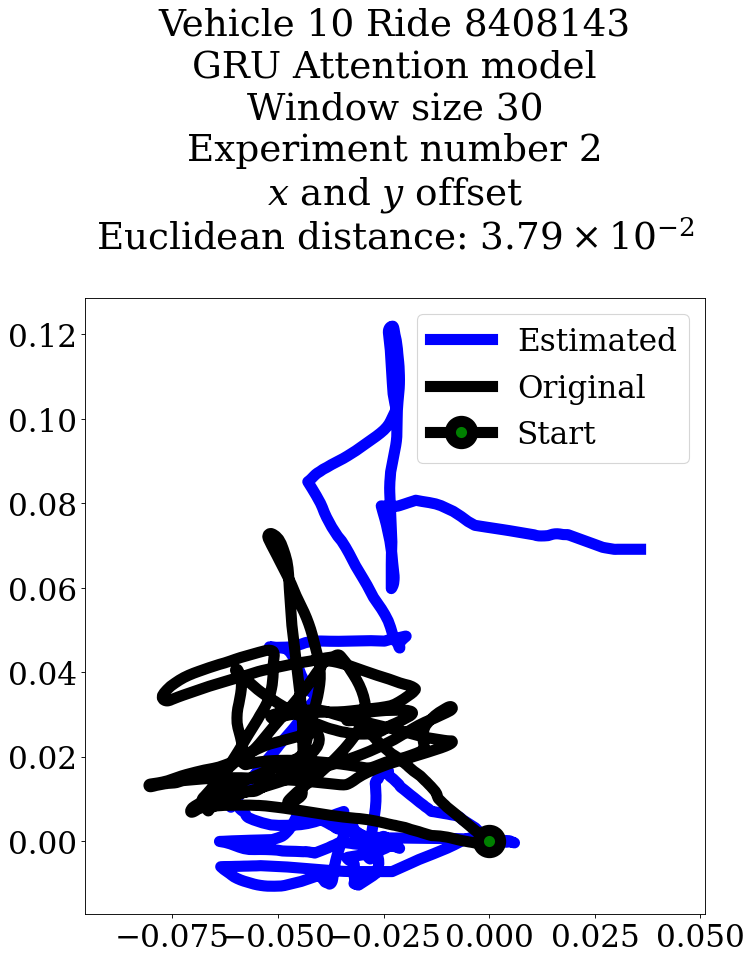 Vehicle 10 Ride 8408143
GRU Attention model
Window size 30
Experiment number 2
x and y offset
Euclidean distance: 3.79 × 10⁻²
Estimated
Original
Start
0.12
0.10
0.08
0.06
0.04
0.02
0.00
−0.075 −0.050 −0.025 0.000 0.025 0.050